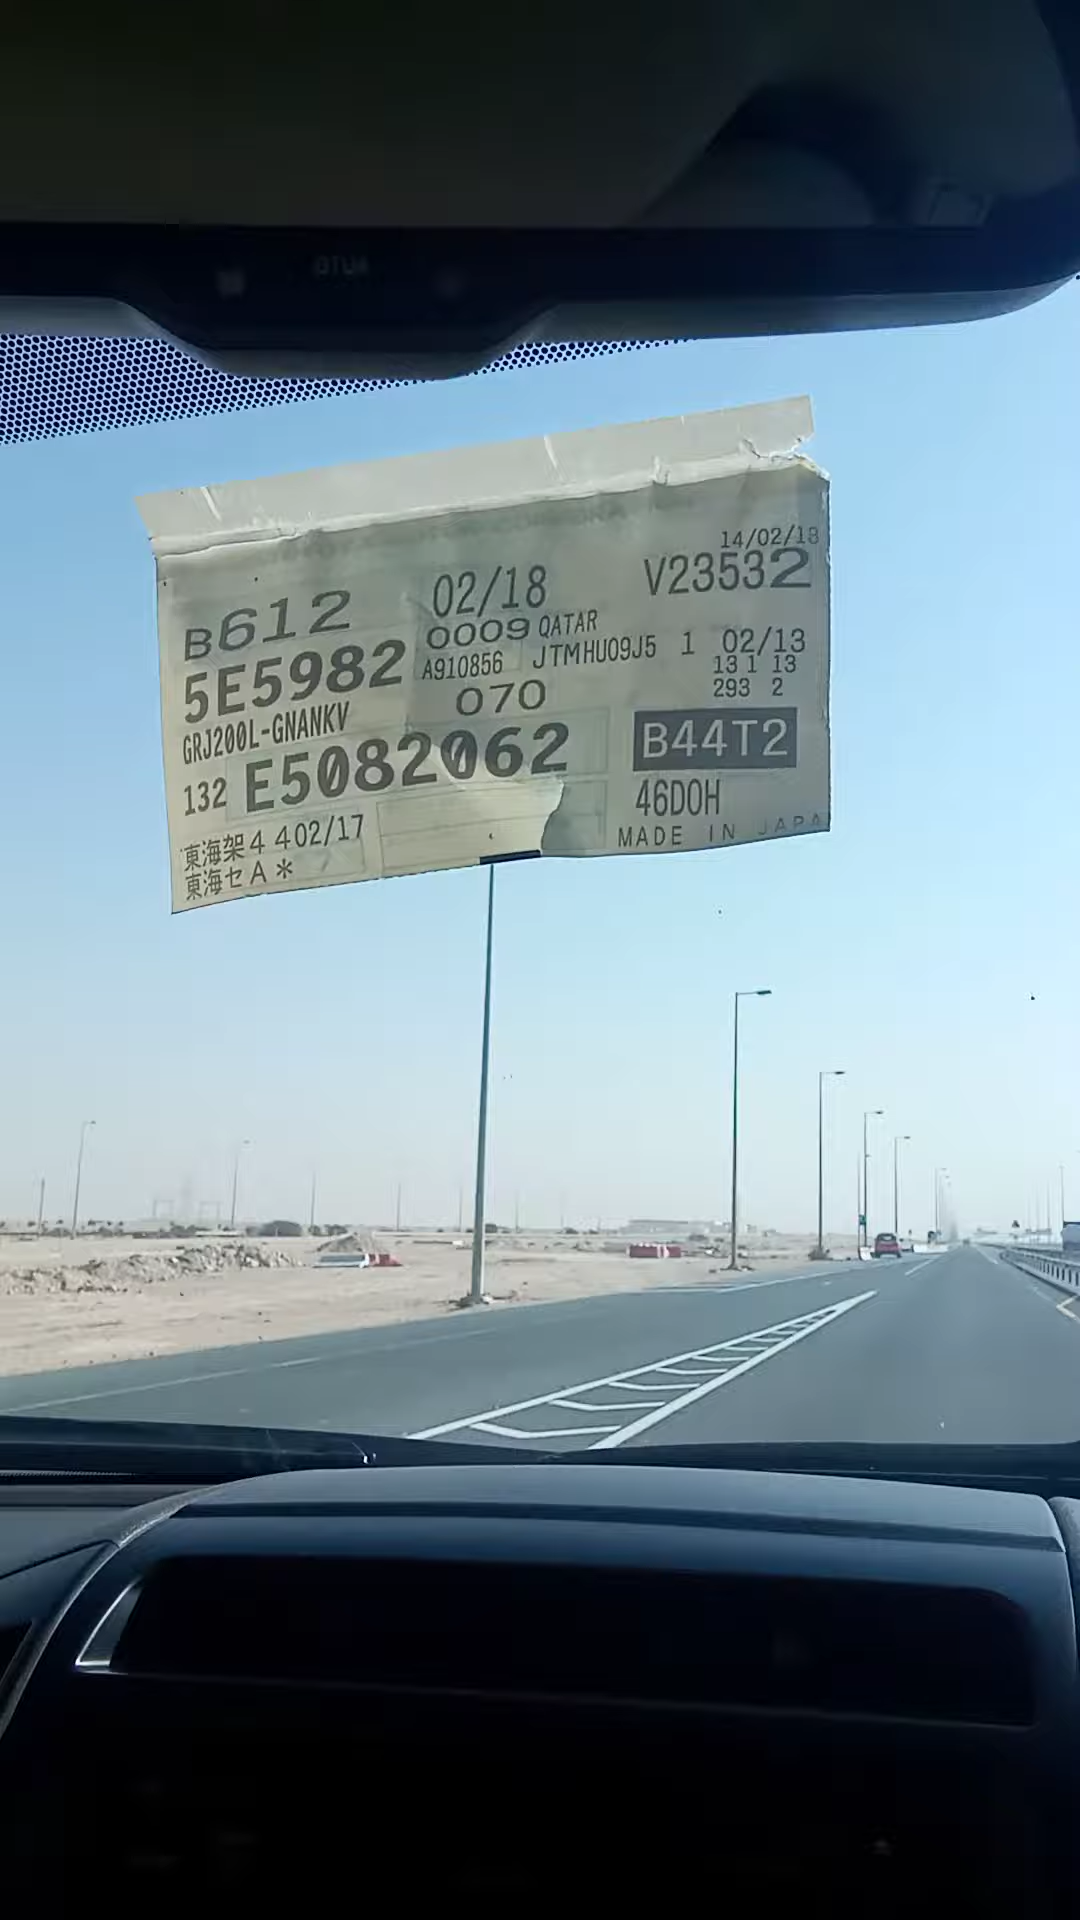 14/02/18
B612 02/18 V23532
0009 QATAR
5E5982 A910856 JTMHU09J5 1 02/13
13 1 13
GRJ200L-GNANKV 070 293 2
132 E5082062 B44T2
46DOH
東海架4 402/17 MADE IN JAPA
東海セA*